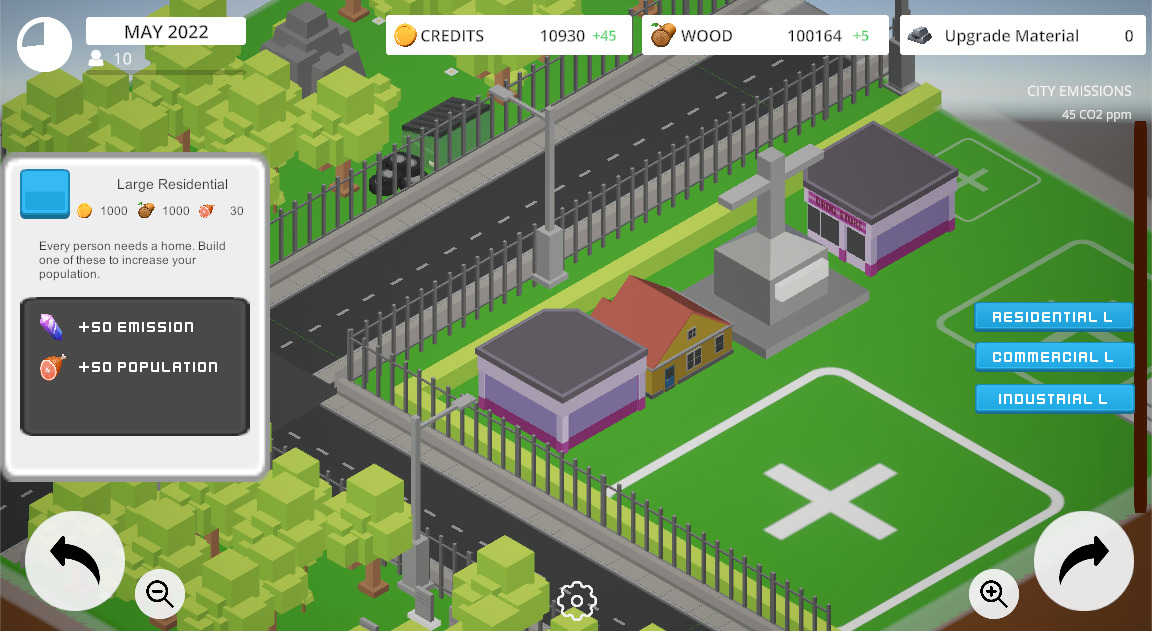 MAY 2022
10
CREDITS 10930 +45
WOOD 100164 +5
Upgrade Material 0
CITY EMISSIONS
45 CO2 ppm
Large Residential
1000 1000 30
Every person needs a home. Build
one of these to increase your
population.
+50 EMISSION
+50 POPULATION
RESIDENTIAL L
COMMERCIAL L
INDUSTRIAL L